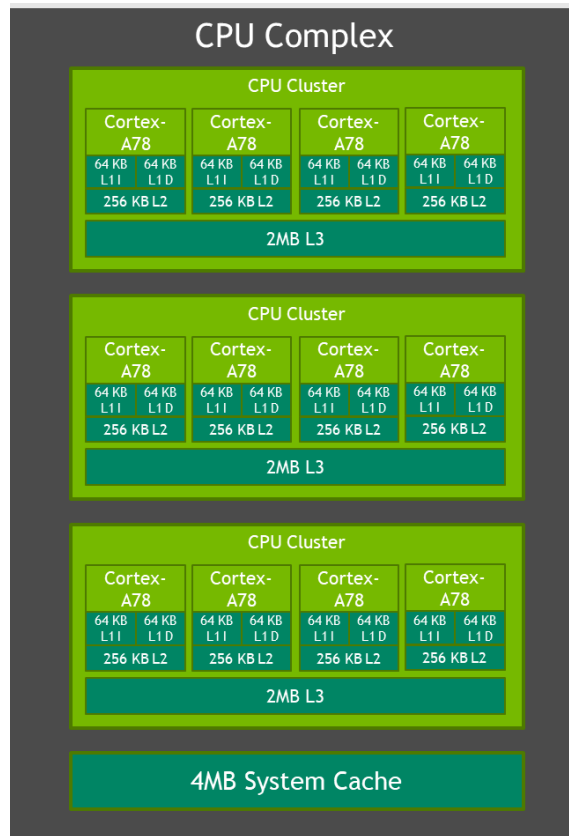 CPU Complex
CPU Cluster
Cortex- Cortex- Cortex- Cortex-
A78 A78 A78 A78
64 KB 64 KB 64 KB 64 KB 64 KB 64 KB 64 KB 64 KB
L1 I L1 D L1 I L1 D L1 I L1 D L1 I L1 D
256 KB L2 256 KB L2 256 KB L2 256 KB L2
2MB L3
CPU Cluster
Cortex- Cortex- Cortex- Cortex-
A78 A78 A78 A78
64 KB 64 KB 64 KB 64 KB 64 KB 64 KB 64 KB 64 KB
L1 I L1 D L1 I L1 D L1 I L1 D L1 I L1 D
256 KB L2 256 KB L2 256 KB L2 256 KB L2
2MB L3
CPU Cluster
Cortex- Cortex- Cortex- Cortex-
A78 A78 A78 A78
64 KB 64 KB 64 KB 64 KB 64 KB 64 KB 64 KB 64 KB
L1 I L1 D L1 I L1 D L1 I L1 D L1 I L1 D
256 KB L2 256 KB L2 256 KB L2 256 KB L2
2MB L3
4MB System Cache